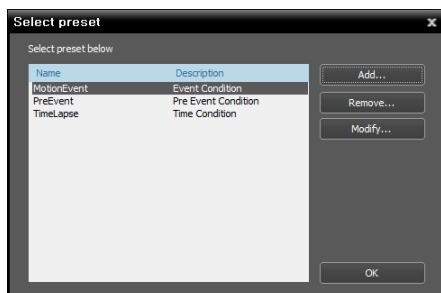 Select preset
x
Select preset below
Name Description
MotionEvent Event Condition
PreEvent Pre Event Condition
TimeLapse Time Condition
Add...
Remove...
Modify...
OK